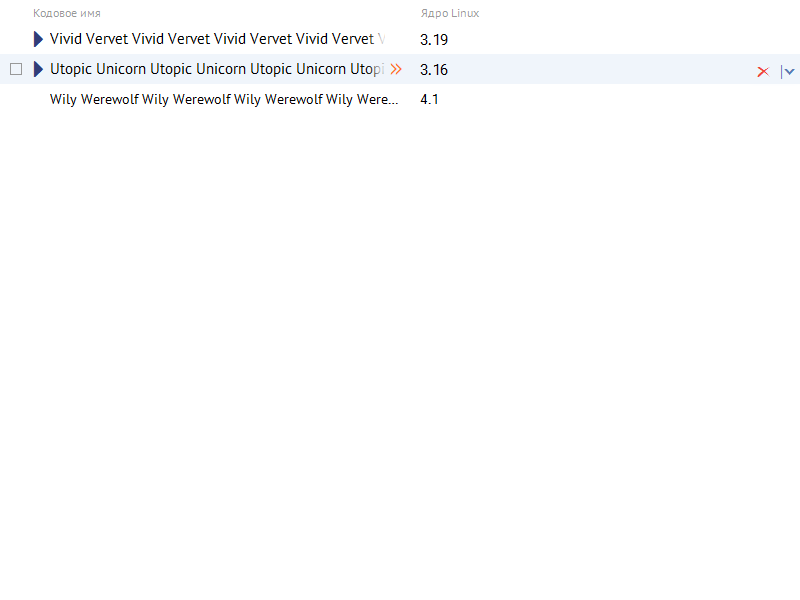 Кодовое имя Ядро Linux
Vivid Vervet Vivid Vervet Vivid Vervet Vivid Vervet 3.19
Utopic Unicorn Utopic Unicorn Utopic Unicorn Utopi 3.16
Wily Werewolf Wily Werewolf Wily Werewolf Wily Were... 4.1